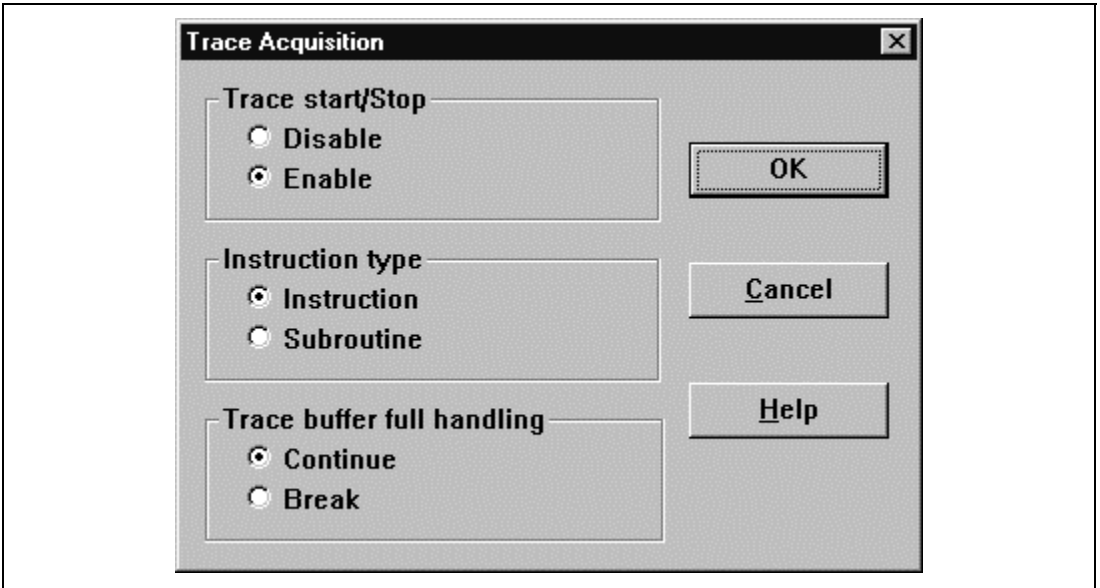 Trace Acquisition
Trace start/Stop
Disable
Enable
OK
Instruction type
Instruction
Subroutine
Cancel
Trace buffer full handling
Continue
Break
Help